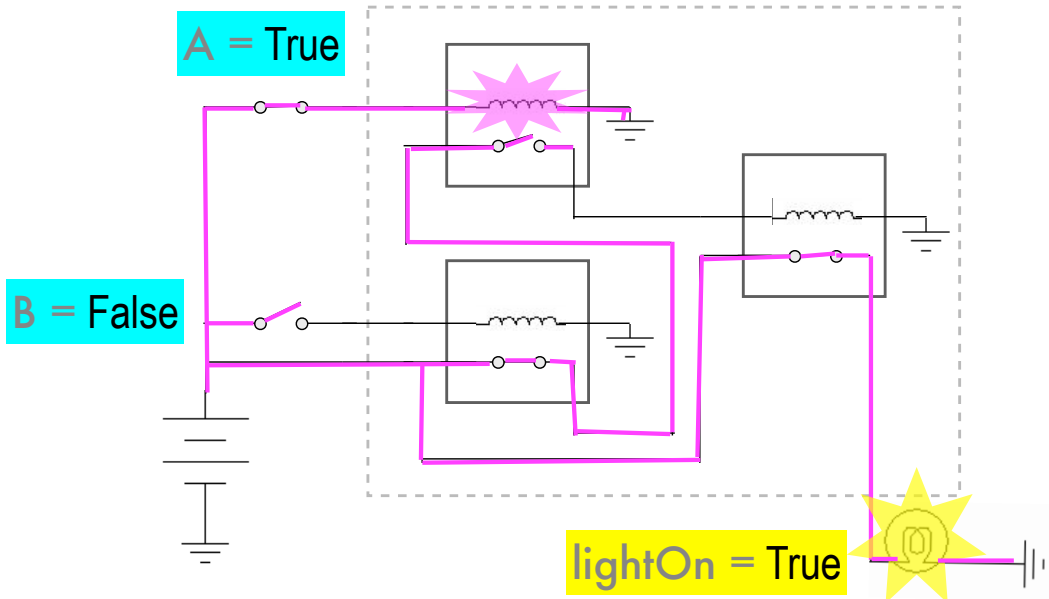 A = True
B = False
lightOn = True